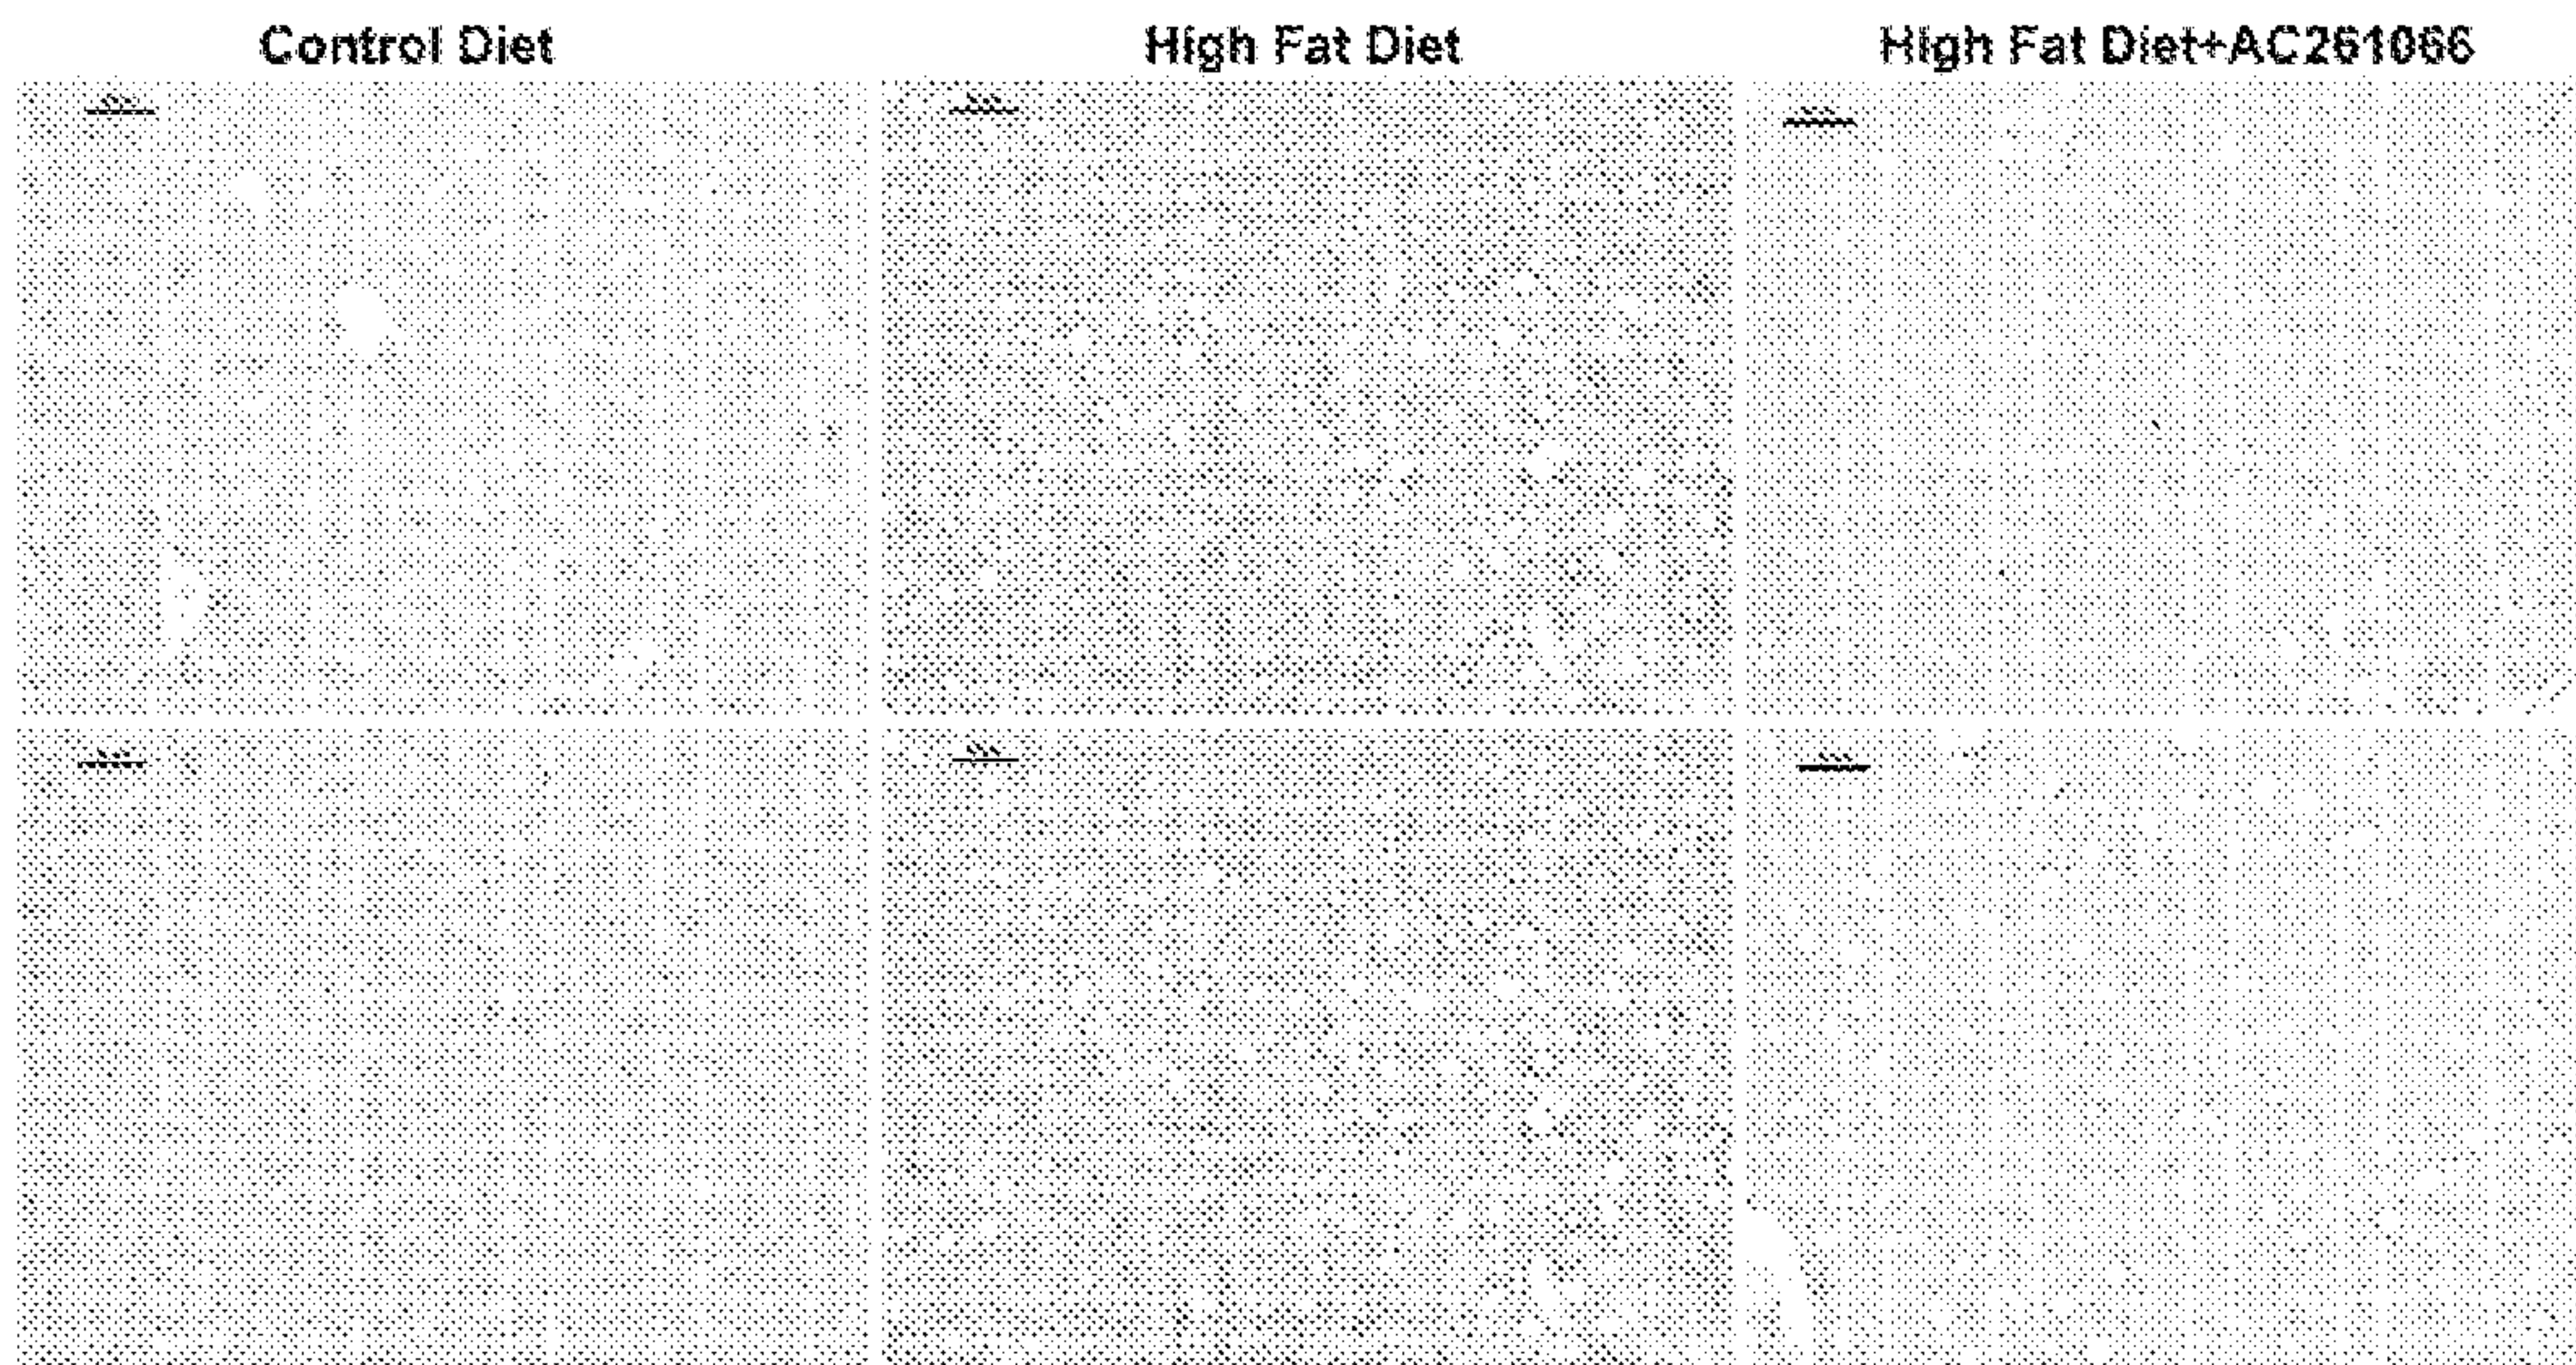 Control Diet
High Fat Diet
High Fat Diet+AC261066